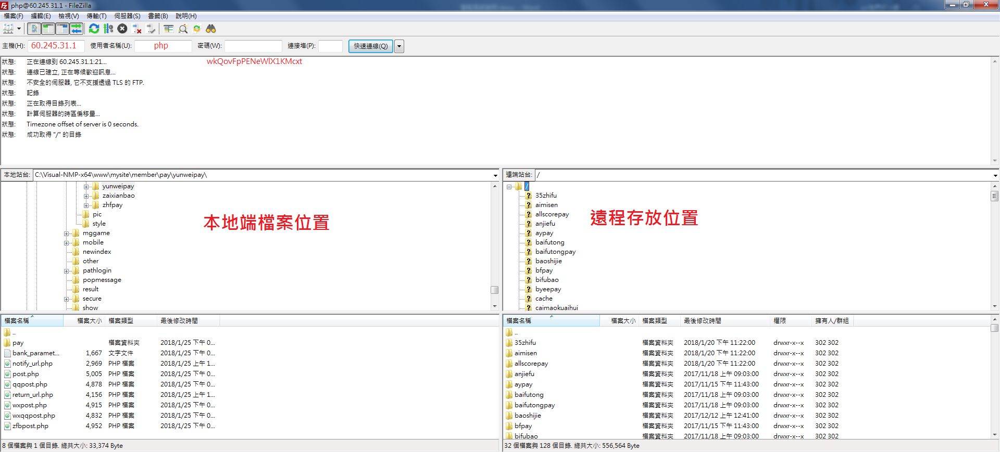 php@60.245.31.1 - FileZilla
檔案(F) 編輯(E) 檢視(V) 傳輸(T) 伺服器(S) 書籤(B) 說明(H)
主機(H): 60.245.31.1 使用者名稱(U): php 密碼(W): 連接埠(P): 快速連線(Q)
狀態: 正在連線到 60.245.31.1:21... wkQovFpPENeWlX1KMcxt
狀態: 連線已建立, 正在等候歡迎訊息...
狀態: 不安全的伺服器, 它不支援透過 TLS 的 FTP.
狀態: 記錄
狀態: 正在取得目錄列表...
狀態: 計算伺服器的時區偏移量...
狀態: Timezone offset of server is 0 seconds.
狀態: 成功取得 "/" 的目錄
本地站台: C:\Visual-NMP-x64\www\mysite\member\pay\yunweipay\
yunweipay
zaixianbao
zhfpay
pic
style
mggame
mobile
newindex
other
pathlogin
popmessage
result
secure
show
本地端檔案位置
遠端站台: /
/
35zhifu
aimisen
allscorepay
anjiefu
aypay
baifutong
baifutongpay
baoshijie
bfpay
bifubao
byeepay
cache
caimaokuaihui
遠程存放位置
檔案名稱 檔案大小 檔案類型 最後修改時間
..
pay 檔案資料夾 2018/1/25 下午 0...
bank_paramet... 1,667 文字文件 2018/1/25 下午 0...
notify_url.php 2,969 PHP 檔案 2018/1/25 上午 1...
post.php 5,005 PHP 檔案 2018/1/25 下午 0...
qqpost.php 4,878 PHP 檔案 2018/1/25 下午 0...
return_url.php 4,156 PHP 檔案 2018/1/25 上午 1...
wxpost.php 4,915 PHP 檔案 2018/1/25 下午 0...
wxqqpost.php 4,832 PHP 檔案 2018/1/25 下午 0...
zfbpost.php 4,952 PHP 檔案 2018/1/25 下午 0...
8 個檔案與 1 個目錄. 總共大小: 33,374 Byte
檔案名稱 檔案大小 檔案類型 最後修改時間 權限 擁有人/群組
..
35zhifu 檔案資料夾 2018/1/20 下午 11:22:00 drwxr-x--x 302 302
aimisen 檔案資料夾 2018/1/20 下午 11:22:00 drwxr-x--x 302 302
allscorepay 檔案資料夾 2018/1/20 下午 11:22:00 drwxr-x--x 302 302
anjiefu 檔案資料夾 2017/11/18 上午 09:03:00 drwxr-x--x 302 302
aypay 檔案資料夾 2017/11/15 下午 11:43:00 drwxr-x--x 302 302
baifutong 檔案資料夾 2017/11/18 上午 09:03:00 drwxr-x--x 302 302
baifutongpay 檔案資料夾 2017/11/18 上午 09:03:00 drwxr-x--x 302 302
baoshijie 檔案資料夾 2017/12/12 上午 12:41:00 drwxr-x--x 302 302
bfpay 檔案資料夾 2017/11/15 下午 11:43:00 drwxr-x--x 302 302
bifubao 檔案資料夾 2017/11/18 上午 09:03:00 drwxr-x--x 302 302
32 個檔案與 128 個目錄. 總共大小: 556,564 Byte